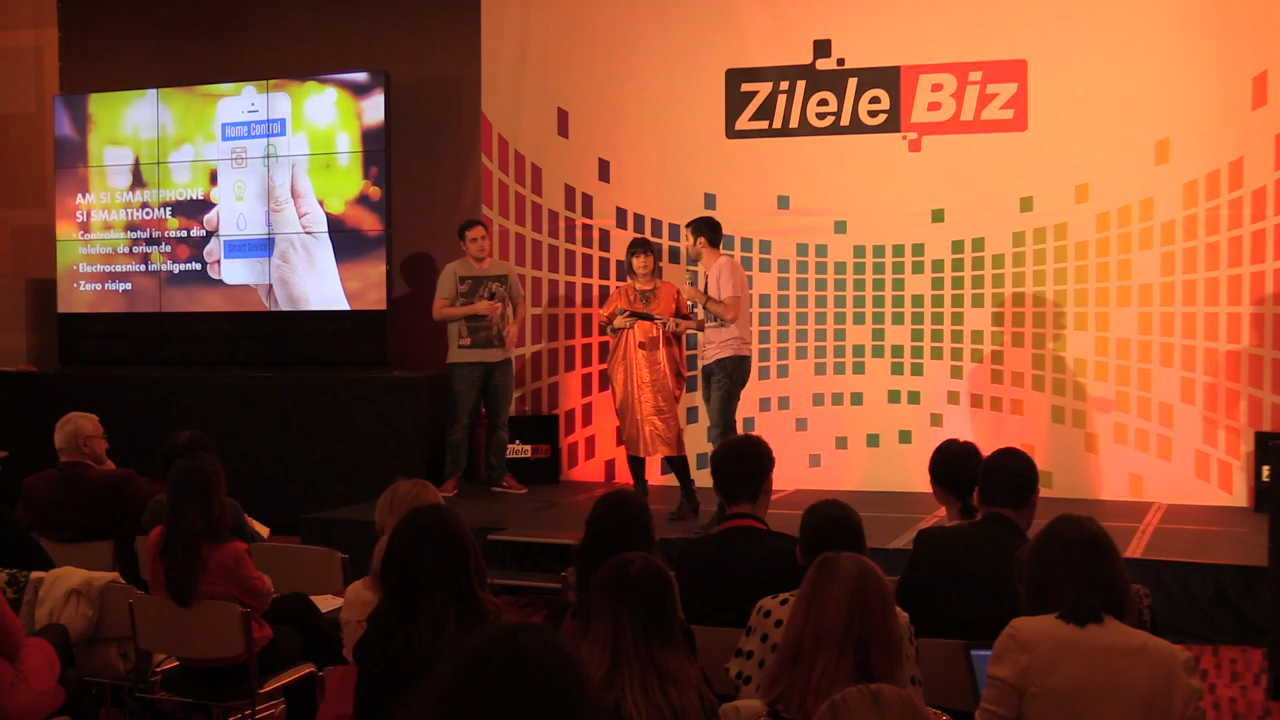 Zilele Biz
Home Control
AM SI SMARTPHONE
SI SMARTHOME
• Controlez totul in casa din
telefon, de oriunde
• Electrocasnice inteligente
• Zero risipa
Smart Device
Zilele Biz